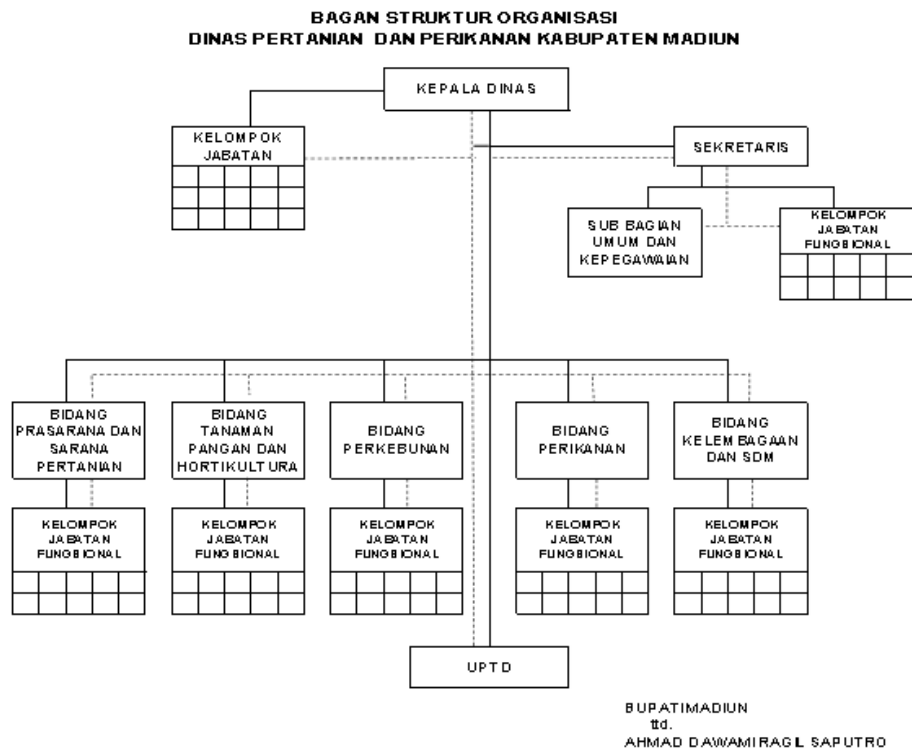 BAGAN STRUKTUR ORGANISASI
DINAS PERTANIAN DAN PERIKANAN KABUPATEN MADIUN
KEPALA DINAS
KELOMPOK
JABATAN
SEKRETARIS
SUB BAGIAN
UMUM DAN
KEPEGAWAIAN
KELOMPOK
JABATAN
FUNGSIONAL
BIDANG
PRASARANA DAN
SARANA
PERTANIAN
BIDANG
TANAMAN
PANGAN DAN
HORTIKULTURA
BIDANG
PERKEBUNAN
BIDANG
PERIKANAN
BIDANG
KELEMBAGAAN
DAN SDM
KELOMPOK
JABATAN
FUNGSIONAL
KELOMPOK
JABATAN
FUNGSIONAL
KELOMPOK
JABATAN
FUNGSIONAL
KELOMPOK
JABATAN
FUNGSIONAL
KELOMPOK
JABATAN
FUNGSIONAL
UPTD
BUPATI MADIUN
ttd.
AHMAD DAWAMI RAGIL SAPUTRO